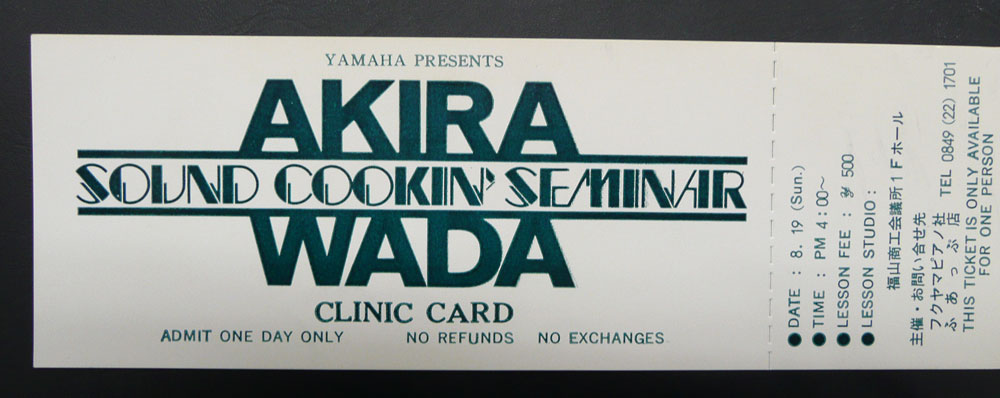 YAMAHA PRESENTS
AKIRA
SOUND COOKIN' SEMINAR
WADA
CLINIC CARD
ADMIT ONE DAY ONLY NO REFUNDS NO EXCHANGES
●DATE : 8. 19 (Sun.)
●TIME : PM 4:00〜
●LESSON FEE : ¥ 500
●LESSON STUDIO :
福山商工会議所1Fホール
主催・お問い合せ先
フクヤマピアノ社
ぷあっぷ店 TEL 0849 (22) 1701
THIS TICKET IS ONLY AVAILABLE
FOR ONE PERSON